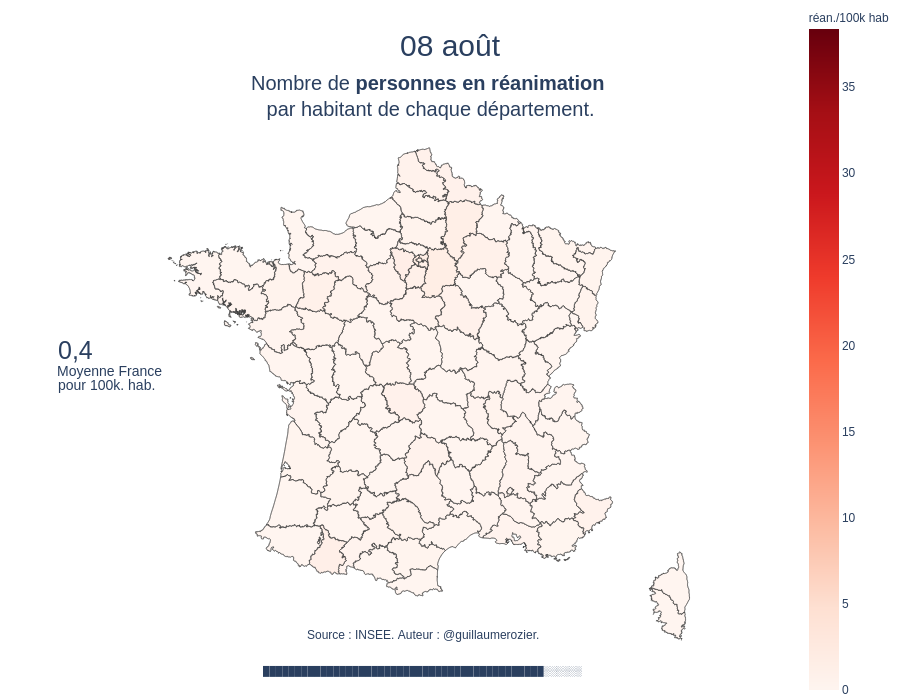 réan./100k hab
08 août
Nombre de personnes en réanimation
par habitant de chaque département.
35
30
25
20
15
10
5
0
0,4
Moyenne France
pour 100k. hab.
Source : INSEE. Auteur : @guillaumerozier.